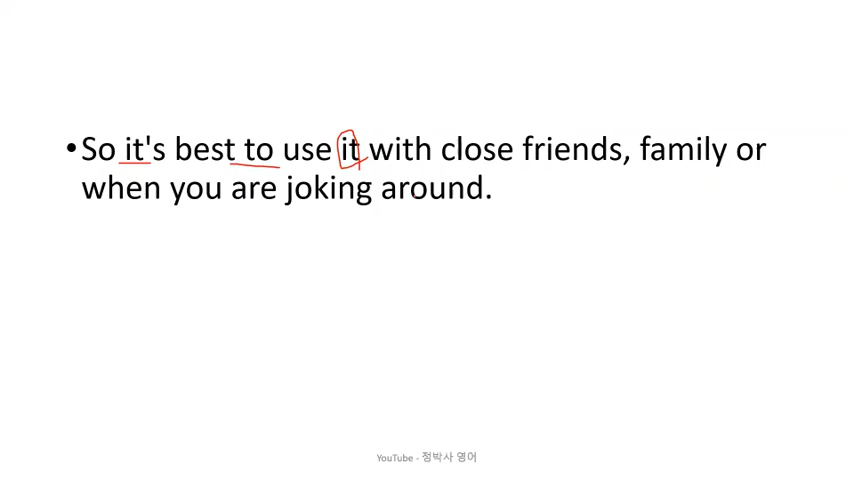 •So it's best to use it with close friends, family or
when you are joking around.
YouTube - 정박사 영어